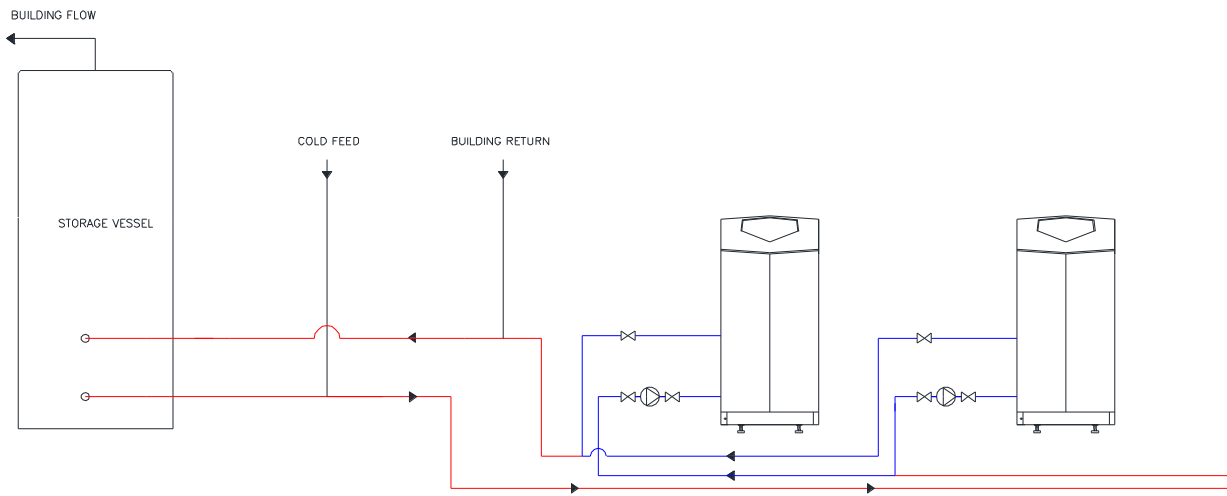 BUILDING FLOW
COLD FEED
BUILDING RETURN
STORAGE VESSEL